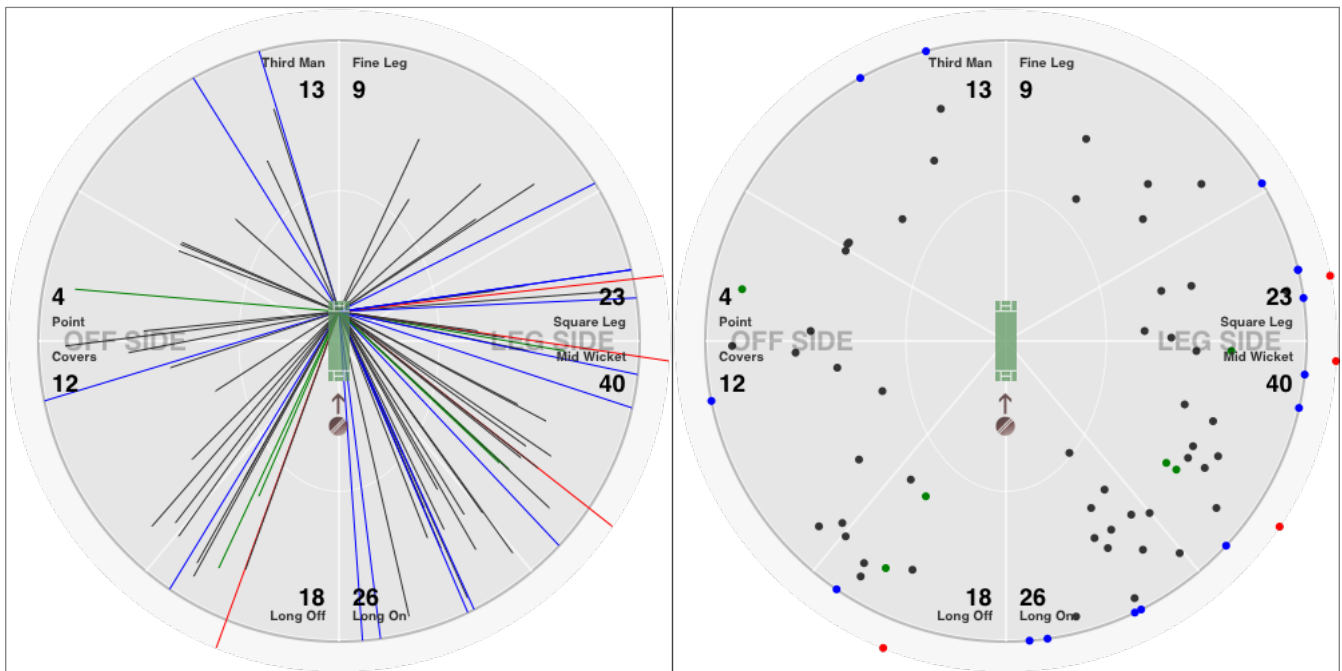 Third Man Fine Leg
13 9
4 23
Point Square Leg
OFF SIDE LEG SIDE
Covers Mid Wicket
12 40
18 26
Long Off Long On
Third Man Fine Leg
13 9
4 23
Point Square Leg
OFF SIDE LEG SIDE
Covers Mid Wicket
12 40
18 26
Long Off Long On